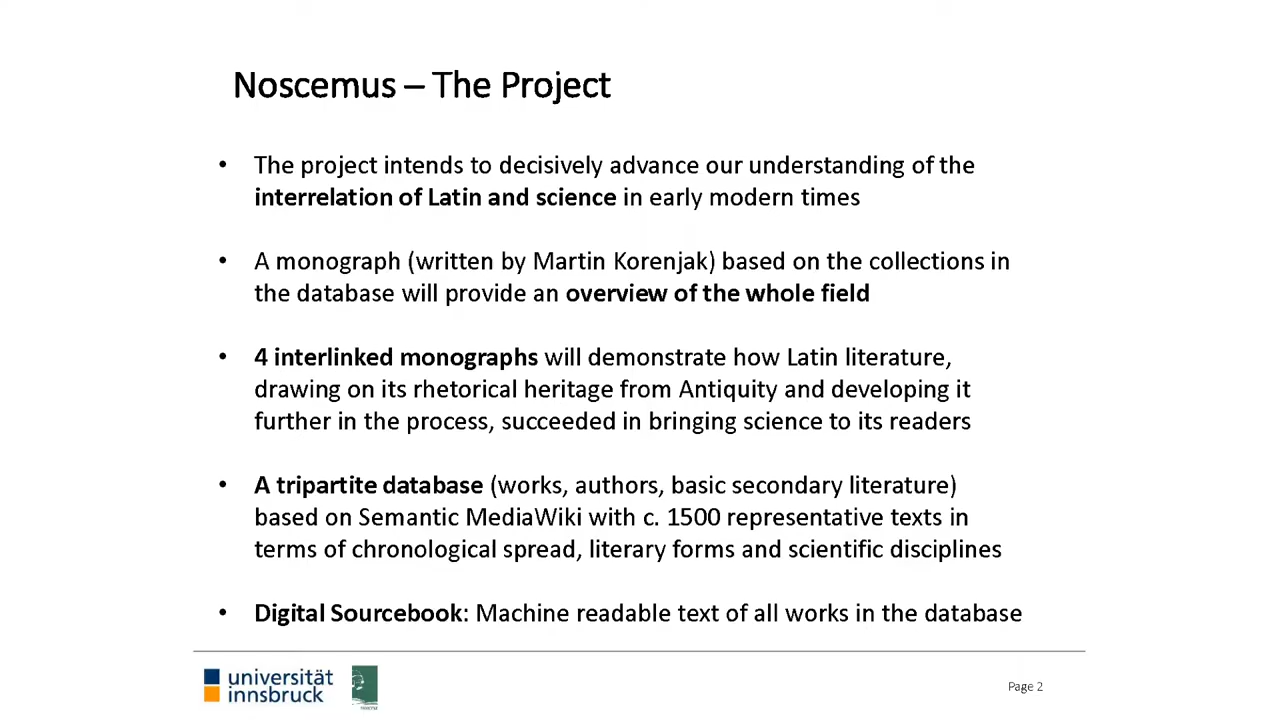 Noscemus – The Project
• The project intends to decisively advance our understanding of the
interrelation of Latin and science in early modern times
• A monograph (written by Martin Korenjak) based on the collections in
the database will provide an overview of the whole field
• 4 interlinked monographs will demonstrate how Latin literature,
drawing on its rhetorical heritage from Antiquity and developing it
further in the process, succeeded in bringing science to its readers
• A tripartite database (works, authors, basic secondary literature)
based on Semantic MediaWiki with c. 1500 representative texts in
terms of chronological spread, literary forms and scientific disciplines
• Digital Sourcebook: Machine readable text of all works in the database
universität
innsbruck
Page 2